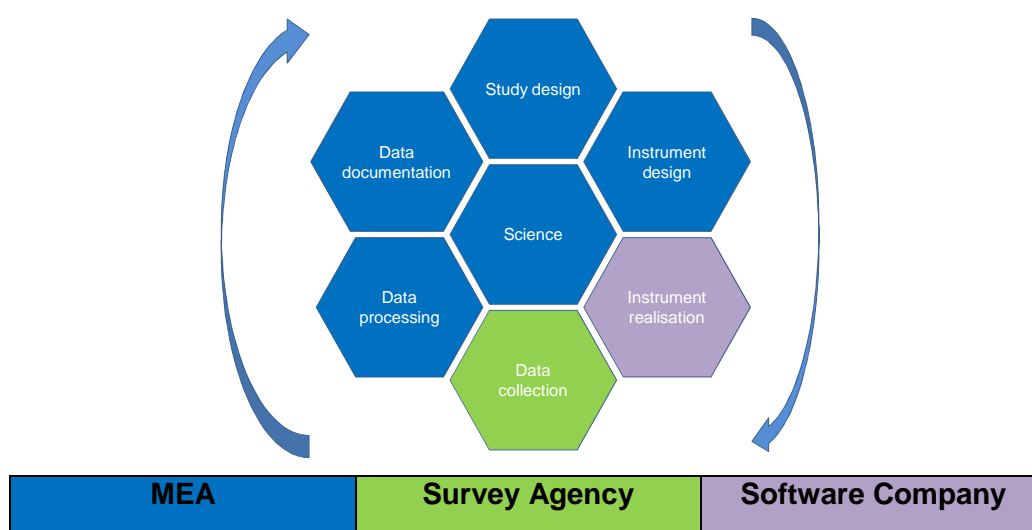 Study design
Data
documentation
Instrument
design
Science
Data
processing
Instrument
realisation
Data
collection
MEA
Survey Agency
Software Company